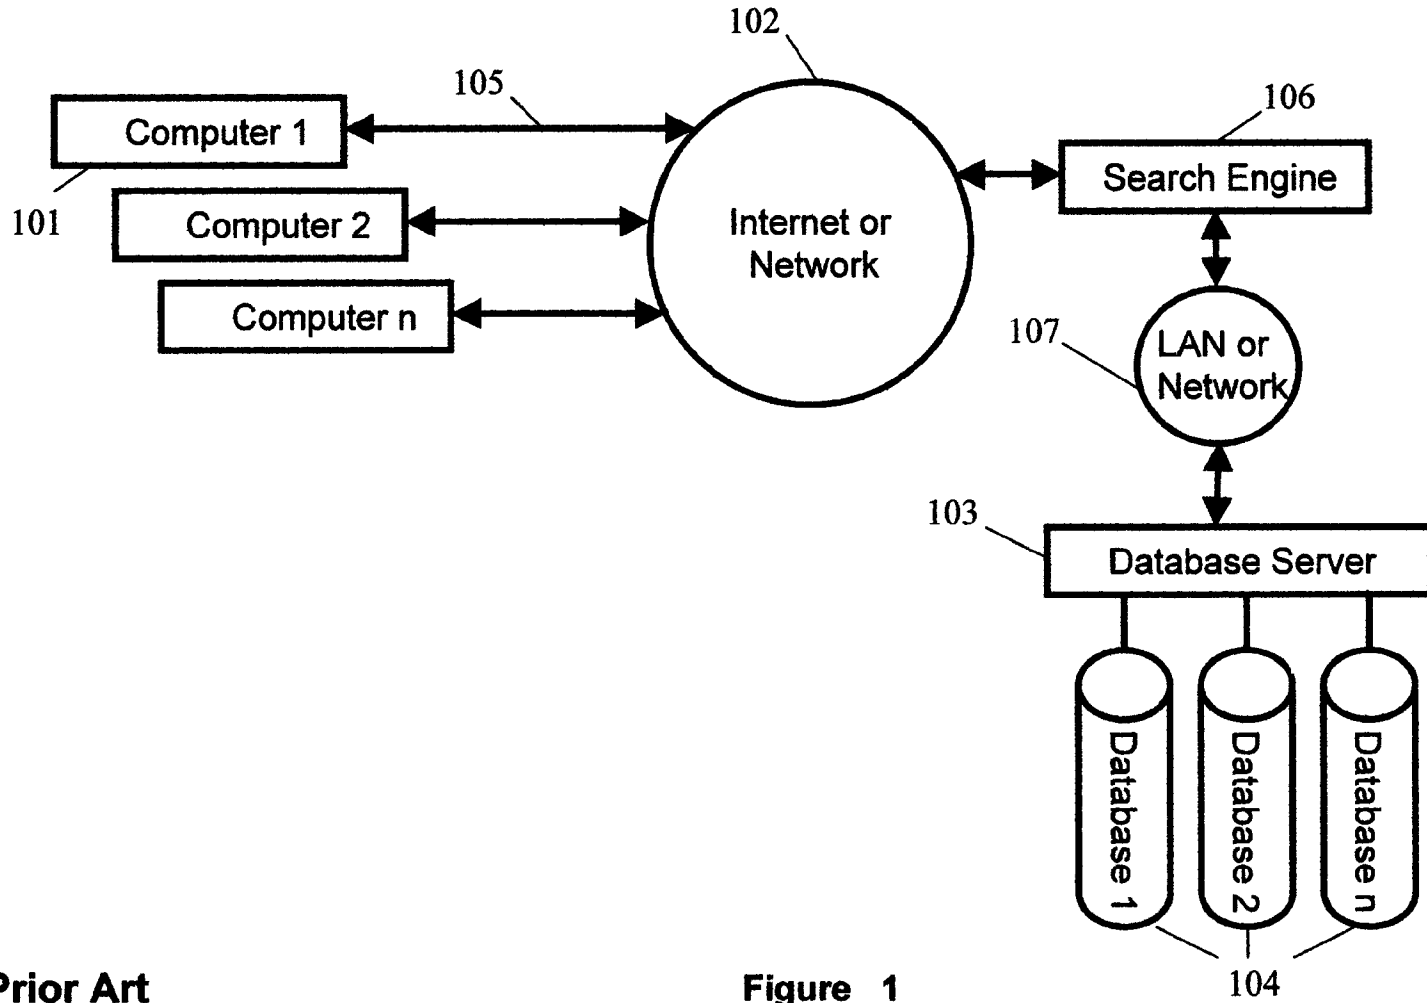 102
105
106
Computer 1
Search Engine
101
Computer 2
Internet or
Network
Computer n
107
LAN or
Network
103
Database Server
Database 1
Database 2
Database n
104
Prior Art
Figure 1